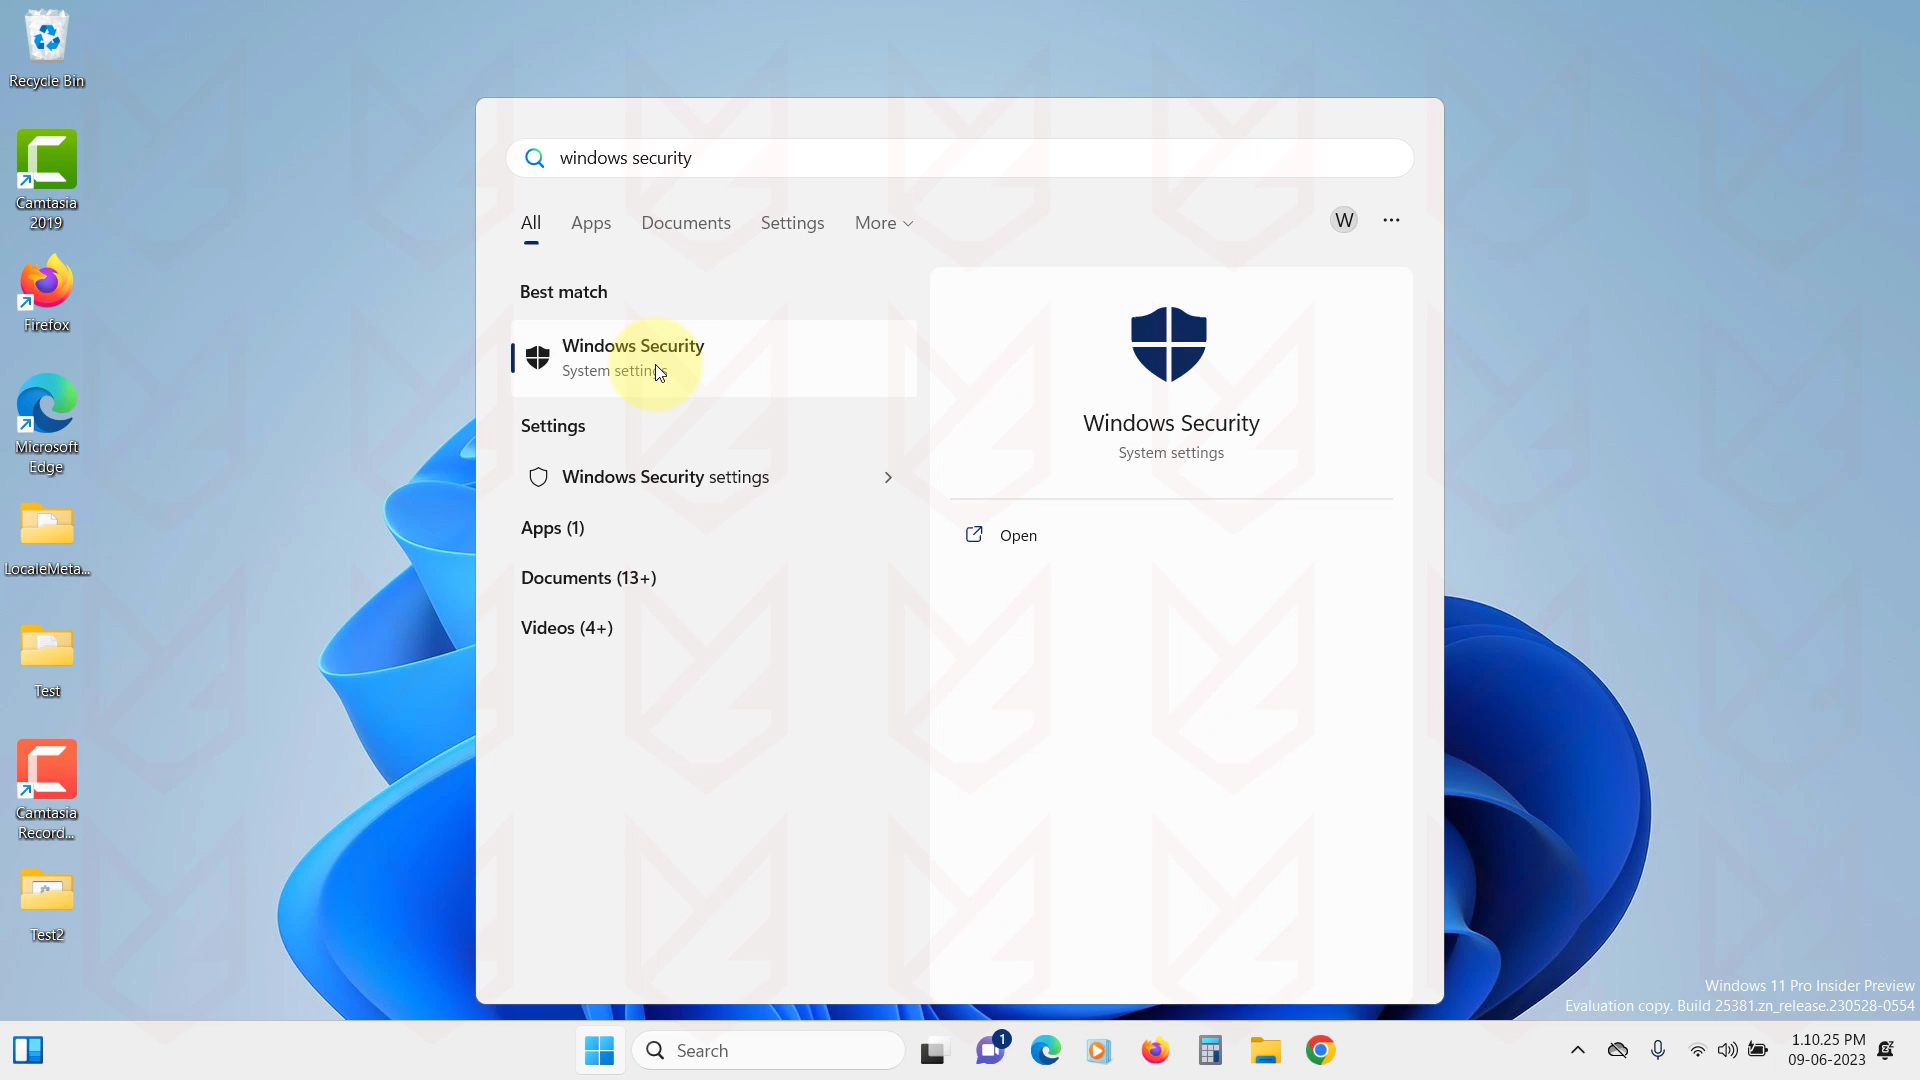 Recycle Bin
Camtasia
2019
Firefox
Microsoft
Edge
LocaleMeta...
Test
Camtasia
Record...
Test2
windows security
All Apps Documents Settings More
W
Best match
Windows Security
System settings
Settings
Windows Security settings
Apps (1)
Documents (13+)
Videos (4+)
Windows Security
System settings
Open
Windows 11 Pro Insider Preview
Evaluation copy. Build 25381.zn_release.230528-0554
Search
1
1.10.25 PM
09-06-2023